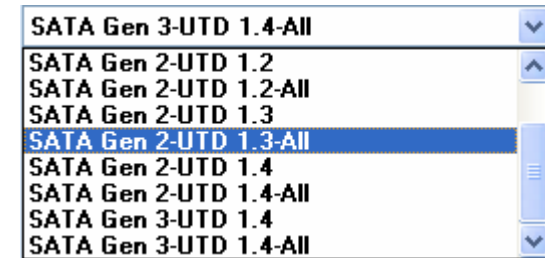 SATA Gen 3-UTD 1.4-All
SATA Gen 2-UTD 1.2
SATA Gen 2-UTD 1.2-All
SATA Gen 2-UTD 1.3
SATA Gen 2-UTD 1.3-All
SATA Gen 2-UTD 1.4
SATA Gen 2-UTD 1.4-All
SATA Gen 3-UTD 1.4
SATA Gen 3-UTD 1.4-All